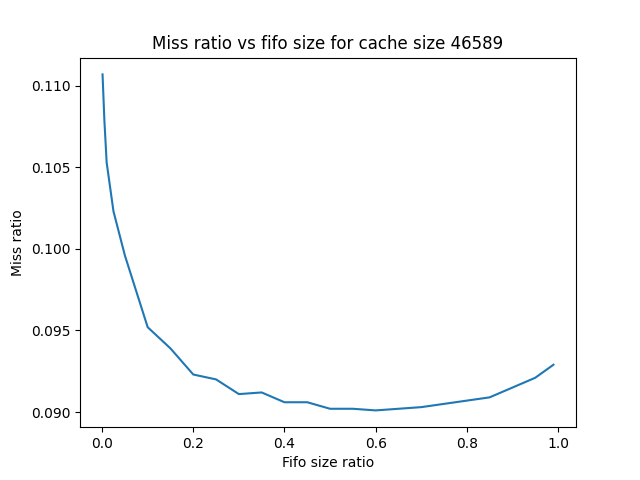 Miss ratio vs fifo size for cache size 46589
0.110
0.105
0.100
0.095
0.090
Miss ratio
0.0 0.2 0.4 0.6 0.8 1.0
Fifo size ratio